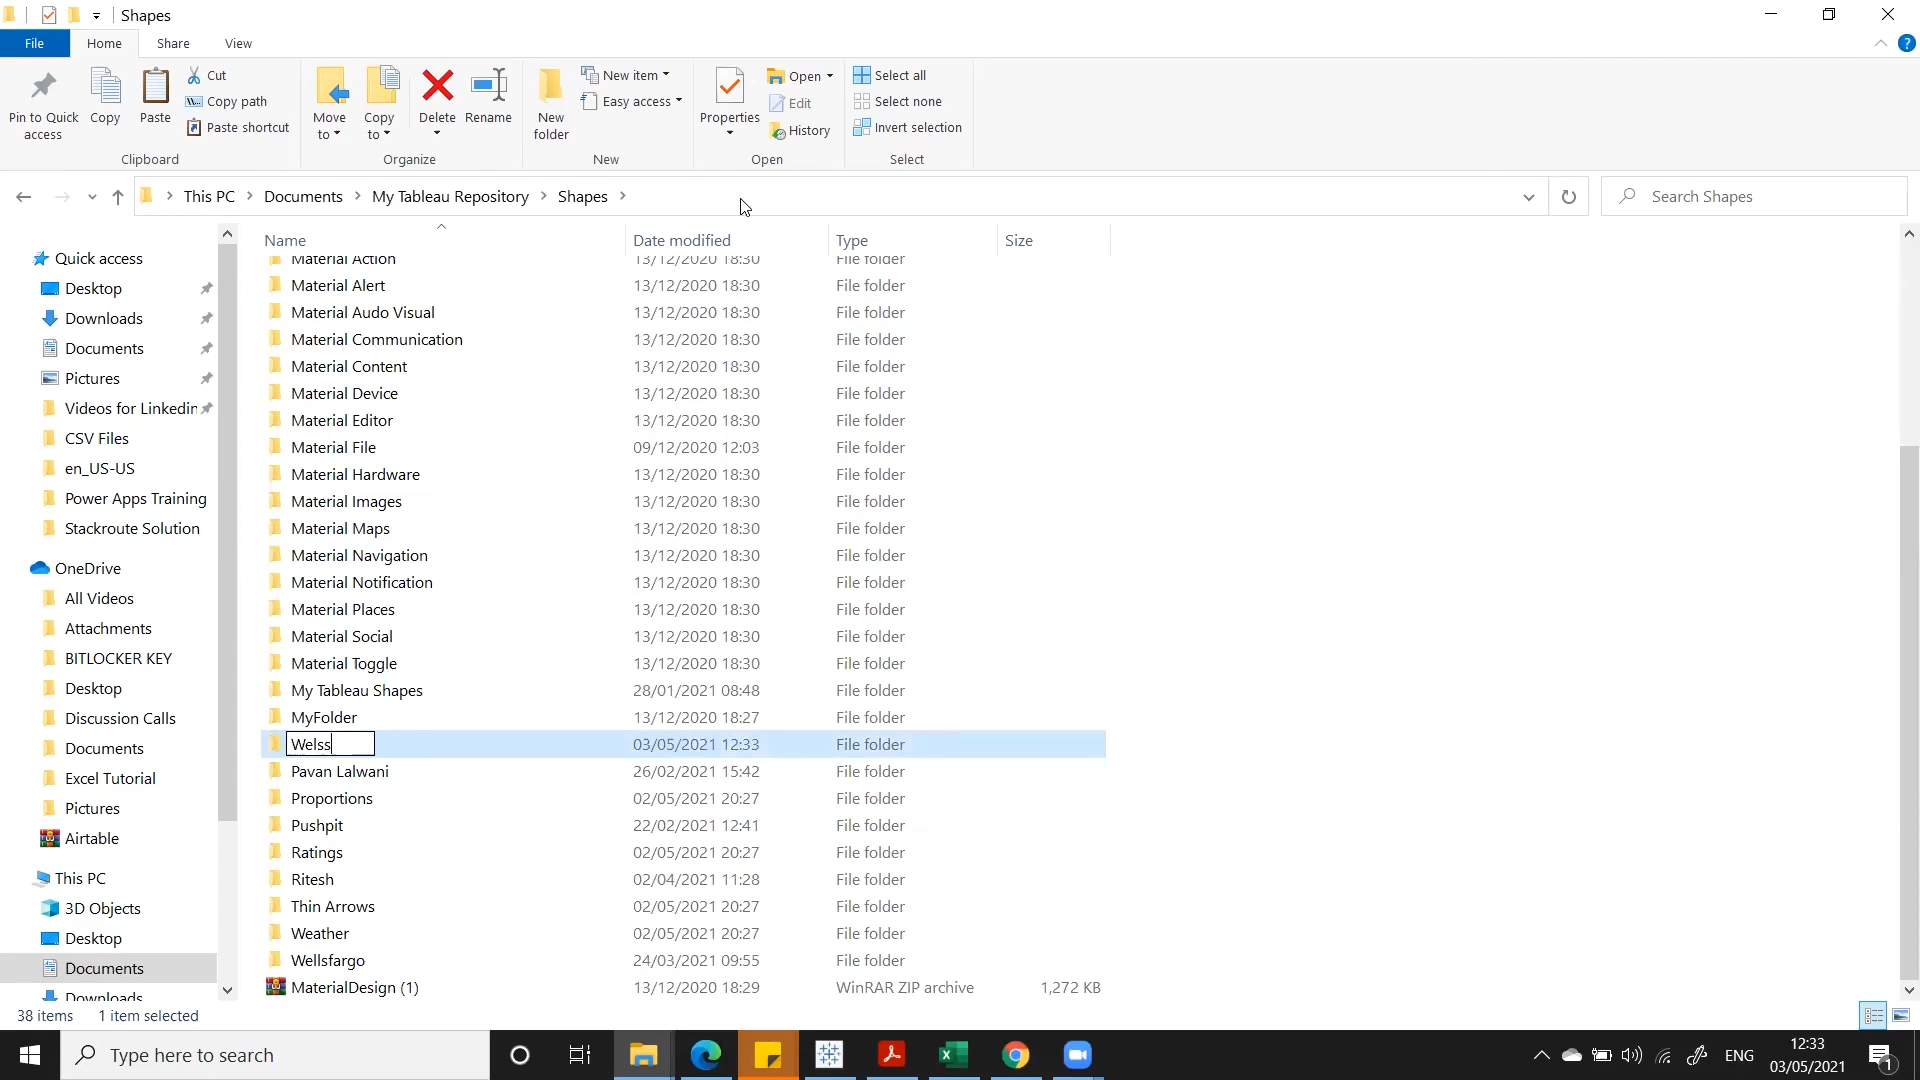 Shapes
File Home Share View
Pin to Quick access
Copy
Paste
Cut
Copy path
Paste shortcut
Clipboard
Move to
Copy to
Delete
Rename
Organize
New folder
New item
Easy access
New
Properties
Open
Edit
History
Open
Select all
Select none
Invert selection
Select
This PC Documents My Tableau Repository Shapes
Search Shapes
Quick access
Desktop
Downloads
Documents
Pictures
Videos for Linkedin
CSV Files
en_US-US
Power Apps Training
Stackroute Solution
OneDrive
All Videos
Attachments
BITLOCKER KEY
Desktop
Discussion Calls
Documents
Excel Tutorial
Pictures
Airtable
This PC
3D Objects
Desktop
Documents
Downloads
Name Date modified Type Size
Material Action 13/12/2020 18:30 File folder
Material Alert 13/12/2020 18:30 File folder
Material Audo Visual 13/12/2020 18:30 File folder
Material Communication 13/12/2020 18:30 File folder
Material Content 13/12/2020 18:30 File folder
Material Device 13/12/2020 18:30 File folder
Material Editor 13/12/2020 18:30 File folder
Material File 09/12/2020 12:03 File folder
Material Hardware 13/12/2020 18:30 File folder
Material Images 13/12/2020 18:30 File folder
Material Maps 13/12/2020 18:30 File folder
Material Navigation 13/12/2020 18:30 File folder
Material Notification 13/12/2020 18:30 File folder
Material Places 13/12/2020 18:30 File folder
Material Social 13/12/2020 18:30 File folder
Material Toggle 13/12/2020 18:30 File folder
My Tableau Shapes 28/01/2021 08:48 File folder
MyFolder 13/12/2020 18:27 File folder
Welss 03/05/2021 12:33 File folder
Pavan Lalwani 26/02/2021 15:42 File folder
Proportions 02/05/2021 20:27 File folder
Pushpit 22/02/2021 12:41 File folder
Ratings 02/05/2021 20:27 File folder
Ritesh 02/04/2021 11:28 File folder
Thin Arrows 02/05/2021 20:27 File folder
Weather 02/05/2021 20:27 File folder
Wellsfargo 24/03/2021 09:55 File folder
MaterialDesign (1) 13/12/2020 18:29 WinRAR ZIP archive 1,272 KB
38 items 1 item selected
Type here to search
ENG
12:33
03/05/2021
1